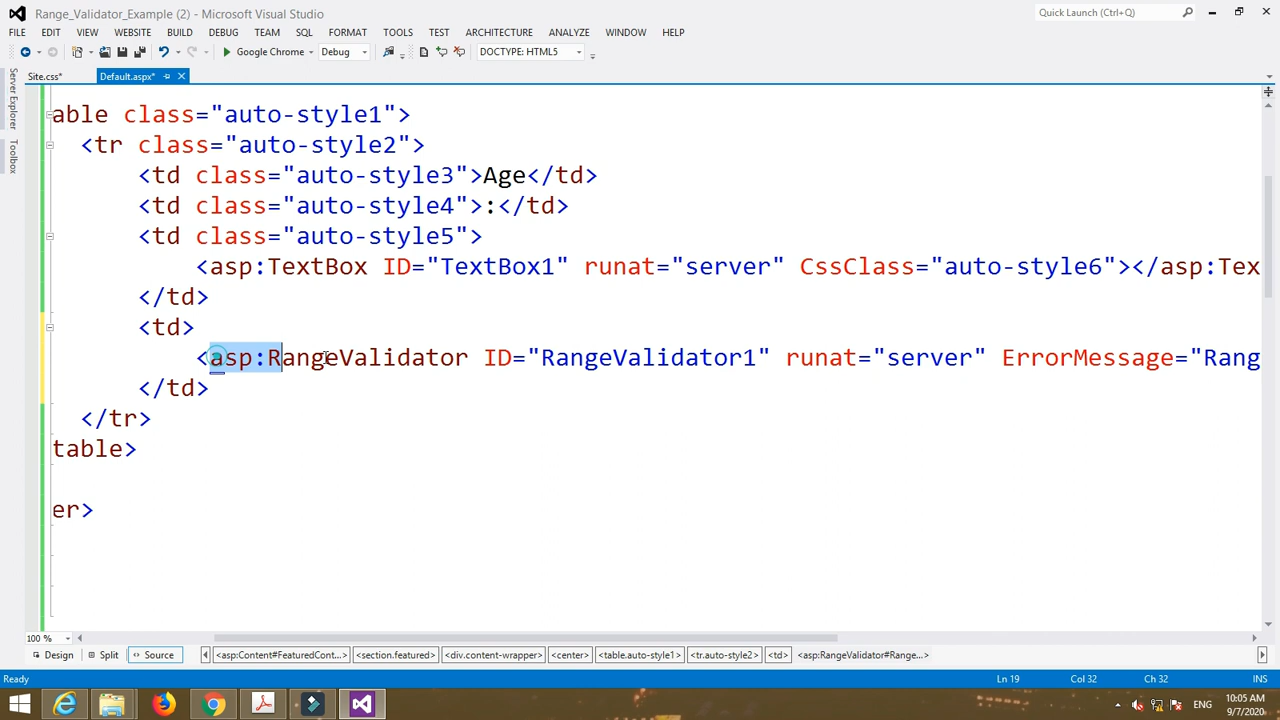 Range_Validator_Example (2) - Microsoft Visual Studio
Quick Launch (Ctrl+Q)
FILE EDIT VIEW WEBSITE BUILD DEBUG TEAM SQL FORMAT TOOLS TEST ARCHITECTURE ANALYZE WINDOW HELP
Google Chrome Debug DOCTYPE: HTML5
Server Explorer
Toolbox
Site.css* Default.aspx*
able class="auto-style1">
<tr class="auto-style2">
<td class="auto-style3">Age</td>
<td class="auto-style4">:</td>
<td class="auto-style5">
<asp:TextBox ID="TextBox1" runat="server" CssClass="auto-style6"></asp:Tex
</td>
<td>
<asp:RangeValidator ID="RangeValidator1" runat="server" ErrorMessage="Rang
</td>
</tr>
table>
er>
100 %
Design Split Source <asp:Content#FeaturedCont...> <section.featured> <div.content-wrapper> <center> <table.auto-style1> <tr.auto-style2> <td> <asp:RangeValidator#Range...>
Ready Ln 19 Col 32 Ch 32 INS
ENG 10:05 AM
9/7/2020